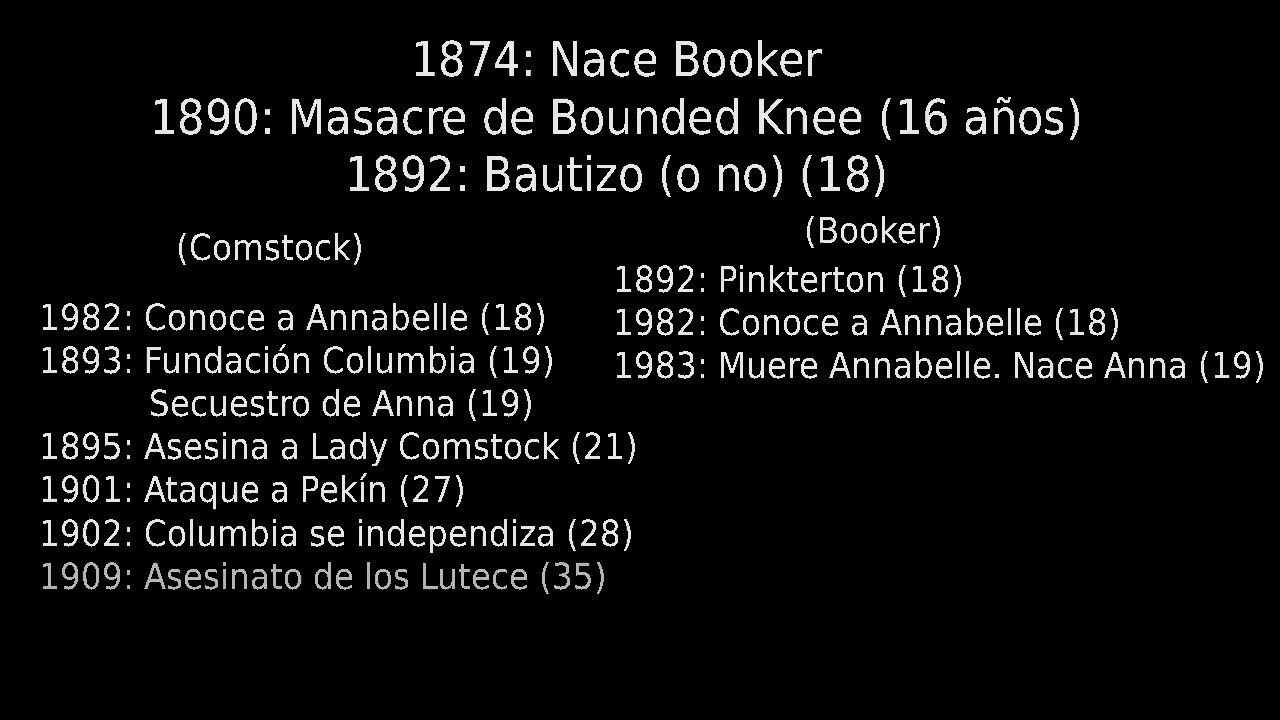 1874: Nace Booker
1890: Masacre de Bounded Knee (16 años)
1892: Bautizo (o no) (18)
(Comstock)
1982: Conoce a Annabelle (18)
1893: Fundación Columbia (19)
Secuestro de Anna (19)
1895: Asesina a Lady Comstock (21)
1901: Ataque a Pekín (27)
1902: Columbia se independiza (28)
1909: Asesinato de los Lutece (35)
(Booker)
1892: Pinkterton (18)
1982: Conoce a Annabelle (18)
1983: Muere Annabelle. Nace Anna (19)